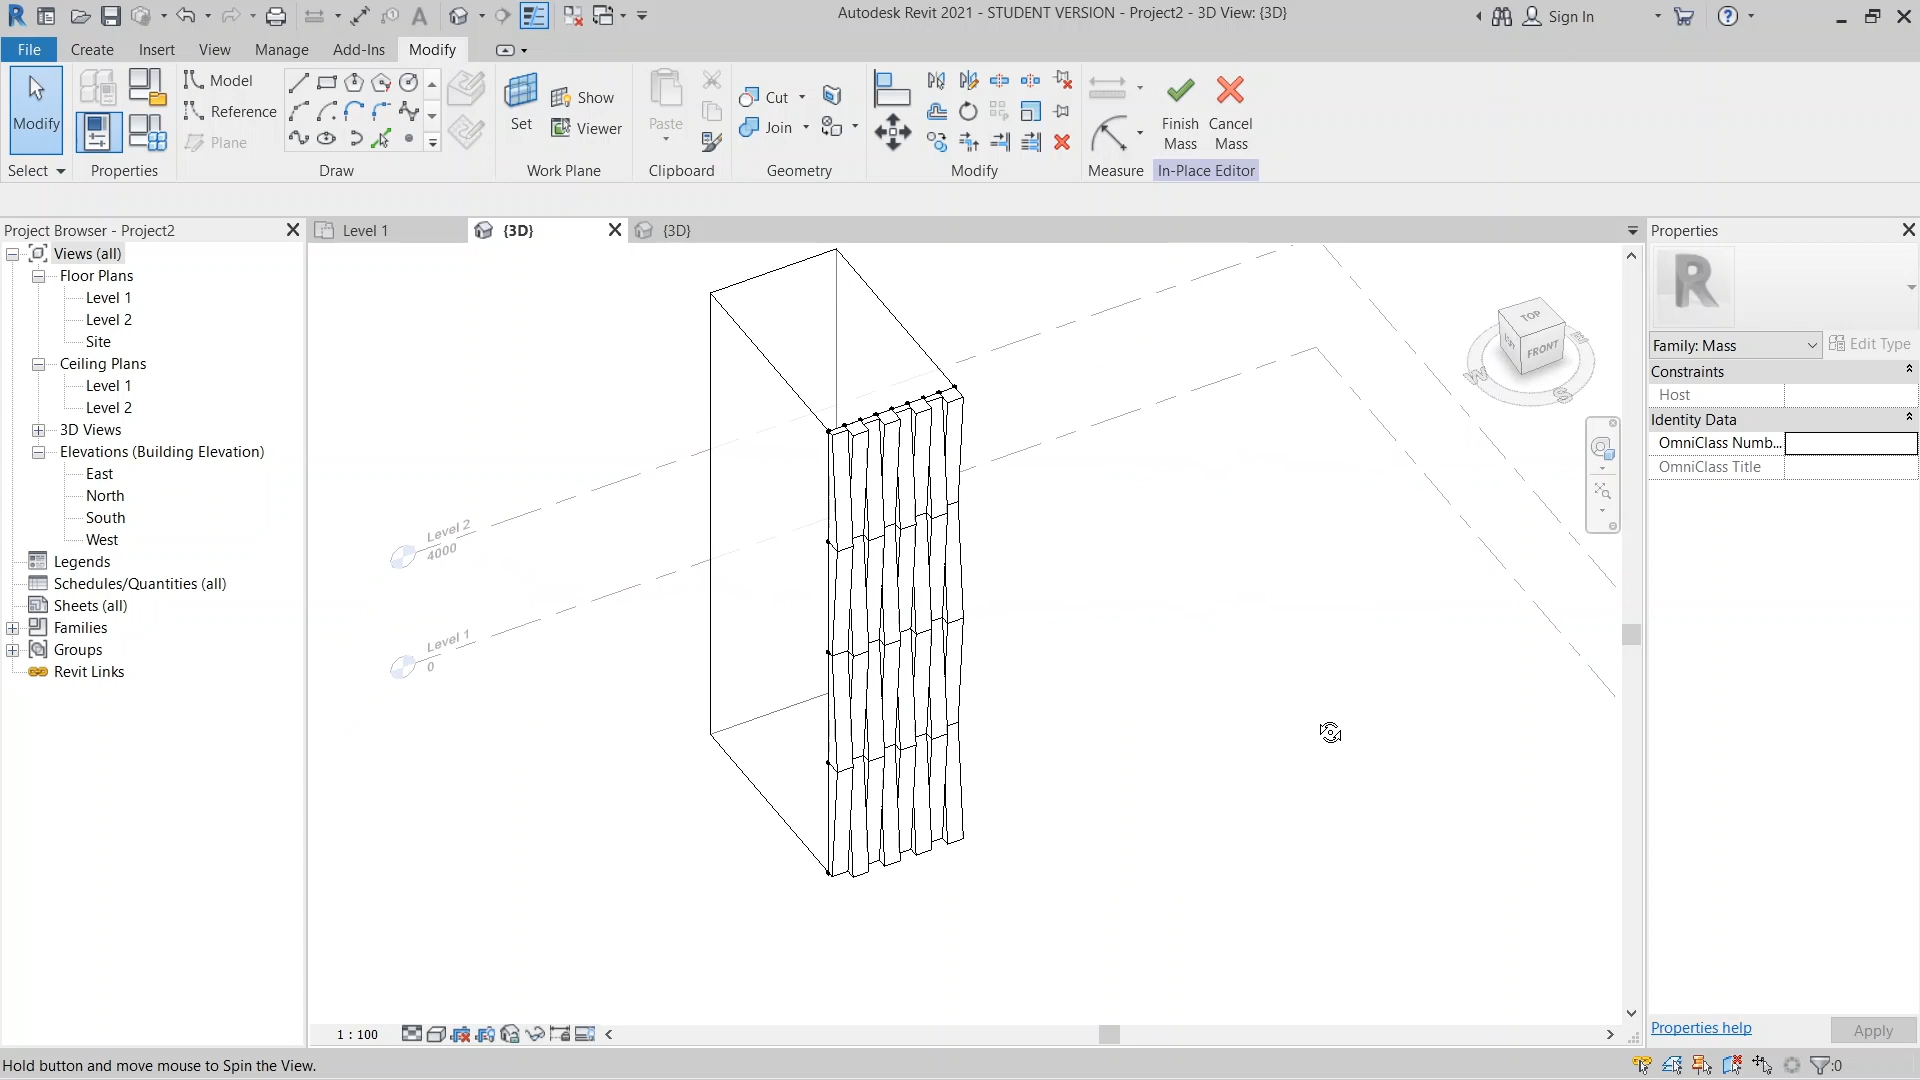 Autodesk Revit 2021 - STUDENT VERSION - Project2 - 3D View: {3D}
Sign In
File
Create
Insert
View
Manage
Add-Ins
Modify
Modify
Model
Reference
Plane
Set
Show
Viewer
Paste
Cut
Join
Finish
Mass
Cancel
Mass
Select
Properties
Draw
Work Plane
Clipboard
Geometry
Modify
Measure
In-Place Editor
Project Browser - Project2
Level 1
{3D}
{3D}
Properties
Views (all)
Floor Plans
Level 1
Level 2
Site
Ceiling Plans
Level 1
Level 2
3D Views
Elevations (Building Elevation)
East
North
South
West
Legends
Schedules/Quantities (all)
Sheets (all)
Families
Groups
Revit Links
Level 2
4000
Level 1
0
TOP
FRONT
W
S
Family: Mass
Edit Type
Constraints
Host
Identity Data
OmniClass Numb...
OmniClass Title
Properties help
Apply
1 : 100
Hold button and move mouse to Spin the View.
:0